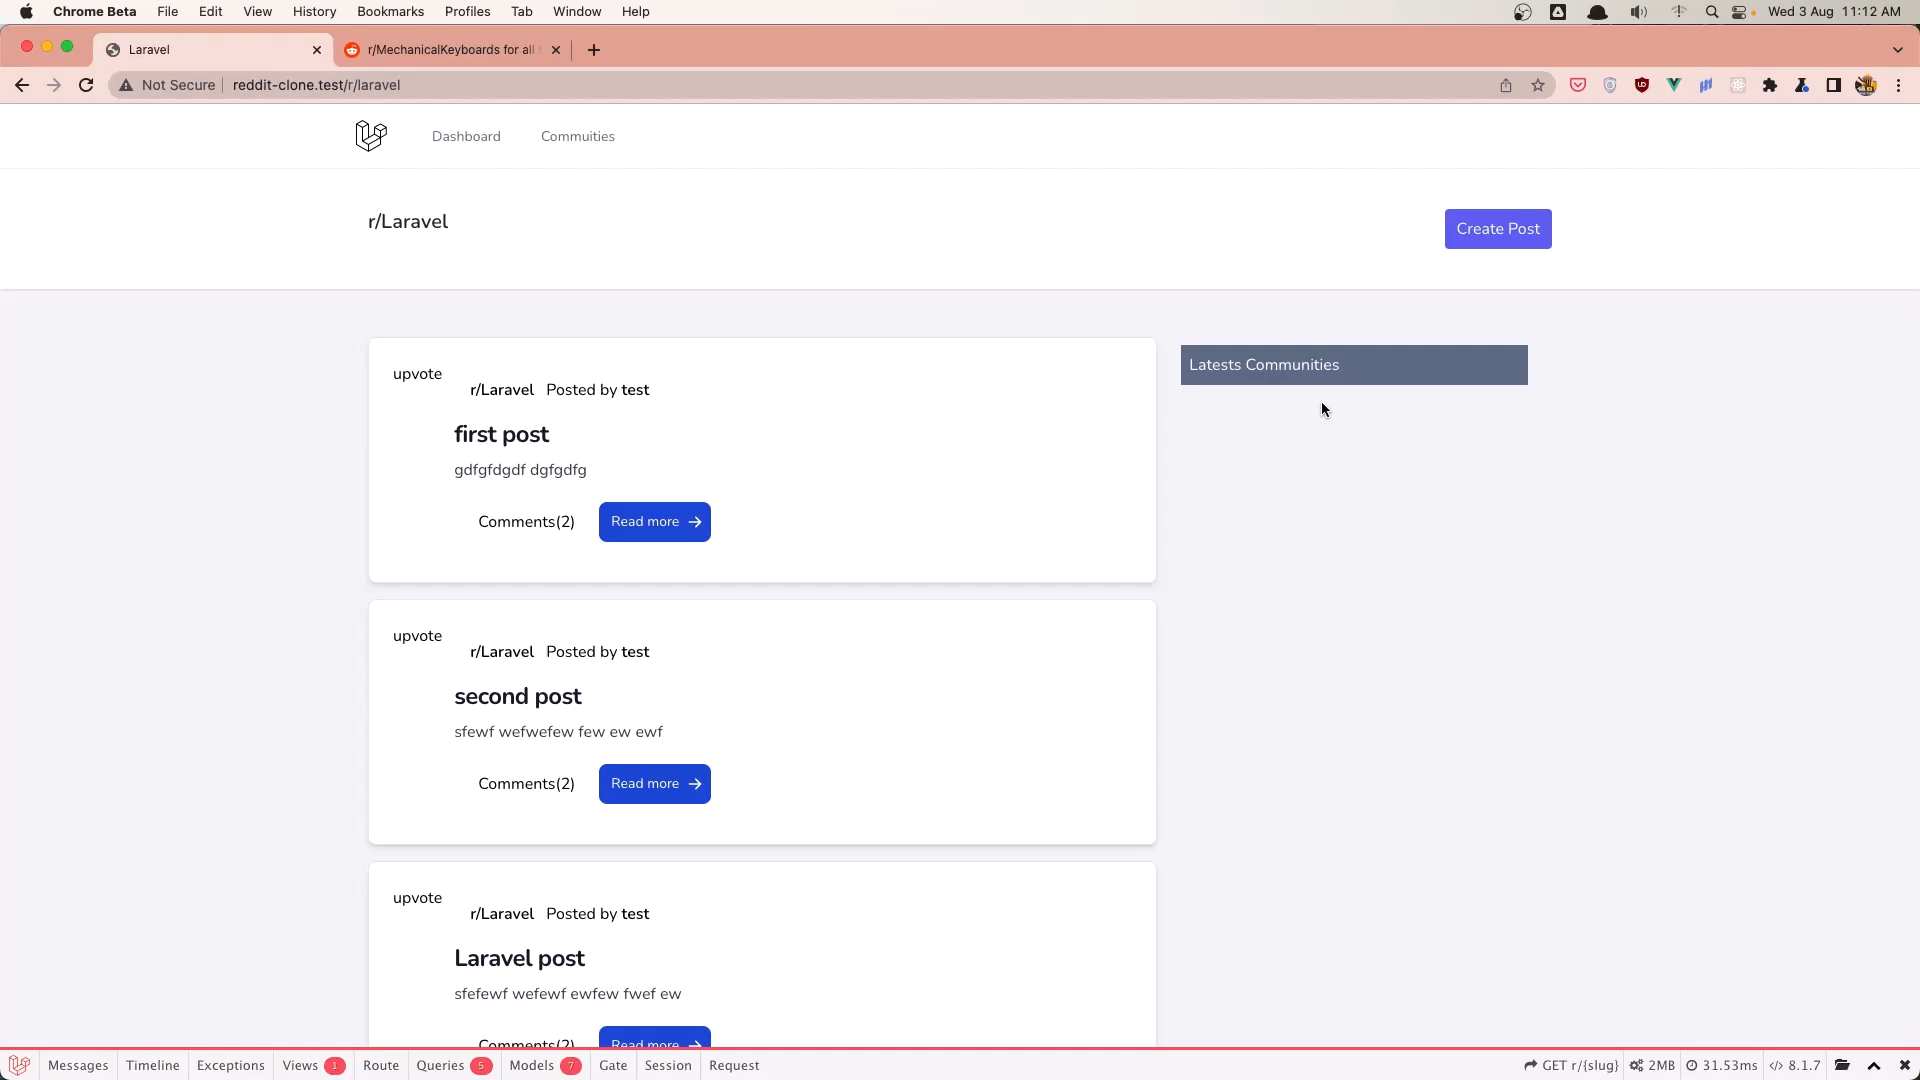 Chrome Beta File Edit View History Bookmarks Profiles Tab Window Help Wed 3 Aug 11:12 AM
Laravel r/MechanicalKeyboards for all
Not Secure reddit-clone.test/r/laravel
Dashboard Commuities
r/Laravel
Create Post
upvote
r/Laravel Posted by test
first post
gdfgfdgdf dgfgdfg
Comments(2) Read more
Latests Communities
upvote
r/Laravel Posted by test
second post
sfewf wefwefew few ew ewf
Comments(2) Read more
upvote
r/Laravel Posted by test
Laravel post
sfefewf wefewf ewfew fwef ew
Comments(2) Read more
Messages Timeline Exceptions Views 1 Route Queries 5 Models 7 Gate Session Request GET r/{slug} 2MB 31.53ms 8.1.7